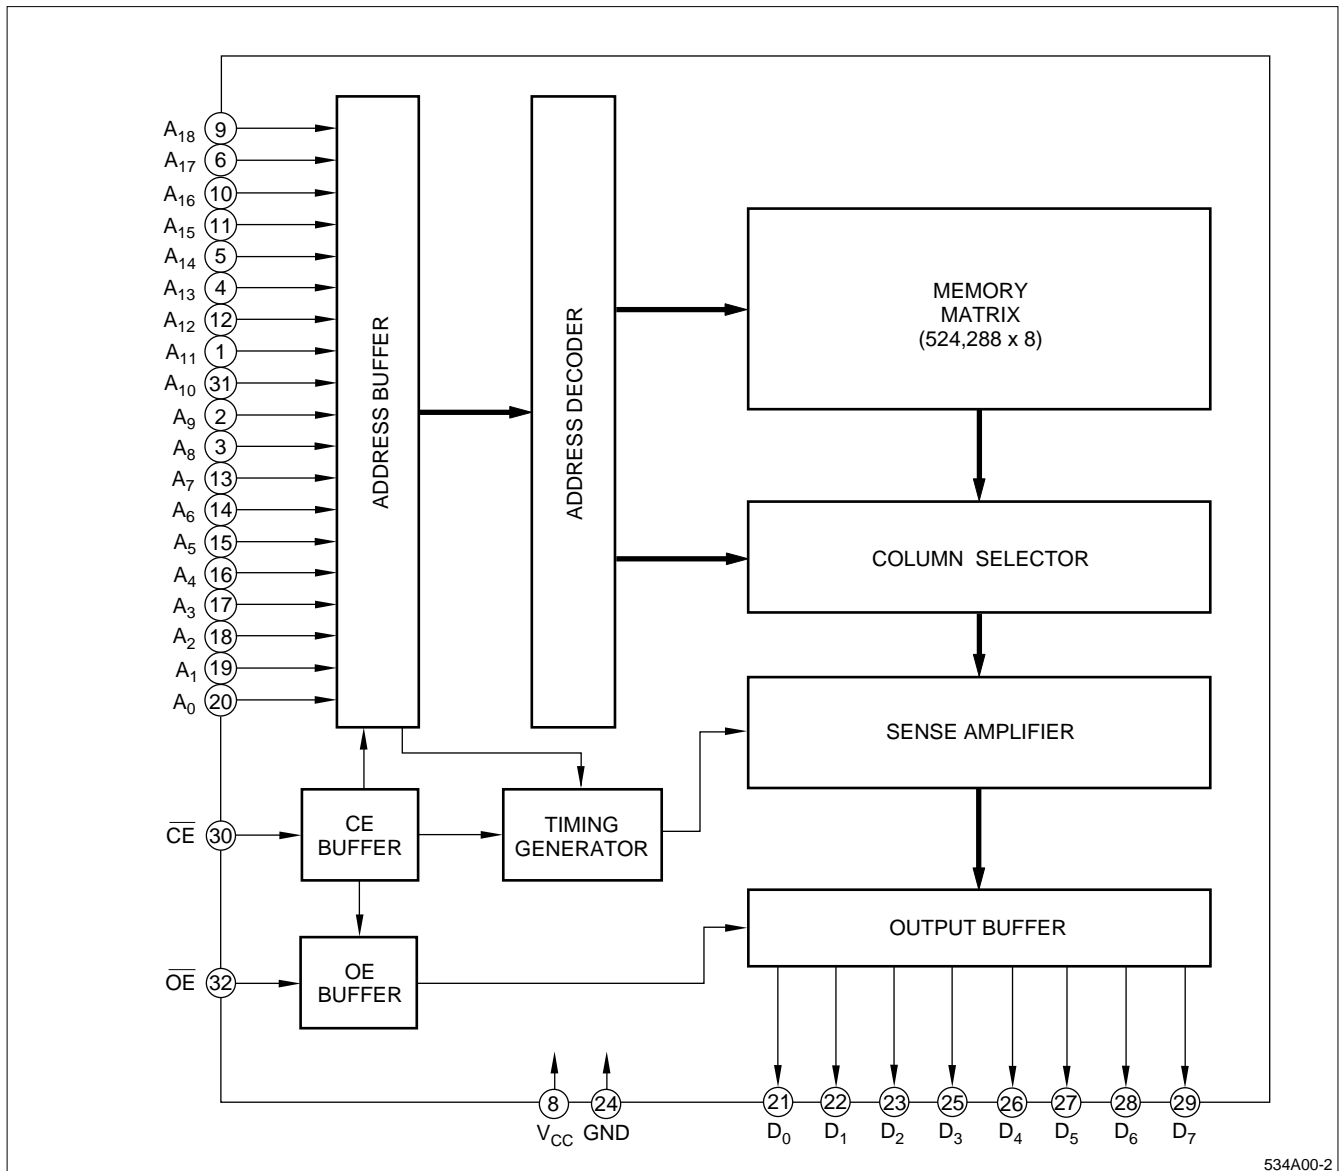 A18 9
A17 6
A16 10
A15 11
A14 5
A13 4
A12 12
A11 1
A10 31
A9 2
A8 3
A7 13
A6 14
A5 15
A4 16
A3 17
A2 18
A1 19
A0 20
ADDRESS BUFFER
ADDRESS DECODER
MEMORY
MATRIX
(524,288 x 8)
COLUMN SELECTOR
SENSE AMPLIFIER
C̅E̅ 30
CE
BUFFER
TIMING
GENERATOR
OUTPUT BUFFER
O̅E̅ 32
OE
BUFFER
8 24 21 22 23 25 26 27 28 29
VCC GND D0 D1 D2 D3 D4 D5 D6 D7
534A00-2